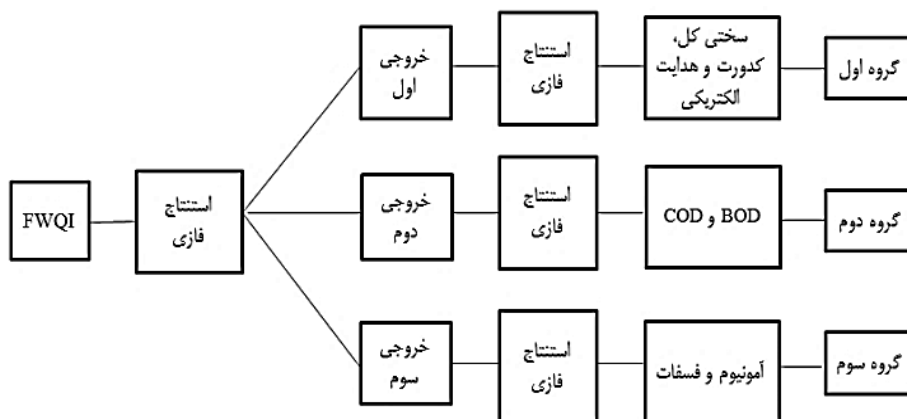 گروه اول
سختی کل،
کدورت و هدایت
الکتریکی
استنتاج
فازی
خروجی
اول
گروه دوم
COD و BOD
استنتاج
فازی
خروجی
دوم
استنتاج
فازی
FWQI
گروه سوم
آمونیوم و فسفات
استنتاج
فازی
خروجی
سوم